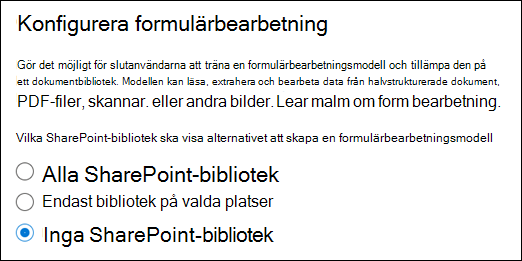 Konfigurera formulärbearbetning
Gör det möjligt för slutanvändarna att träna en formulärbearbetningsmodell och tillämpa den på
ett dokumentbibliotek. Modellen kan läsa, extrahera och bearbeta data från halvstrukturerade dokument,
PDF-filer, skannar. eller andra bilder. Lear malm om form bearbetning.
Vilka SharePoint-bibliotek ska visa alternativet att skapa en formulärbearbetningsmodell
Alla SharePoint-bibliotek
Endast bibliotek på valda platser
Inga SharePoint-bibliotek